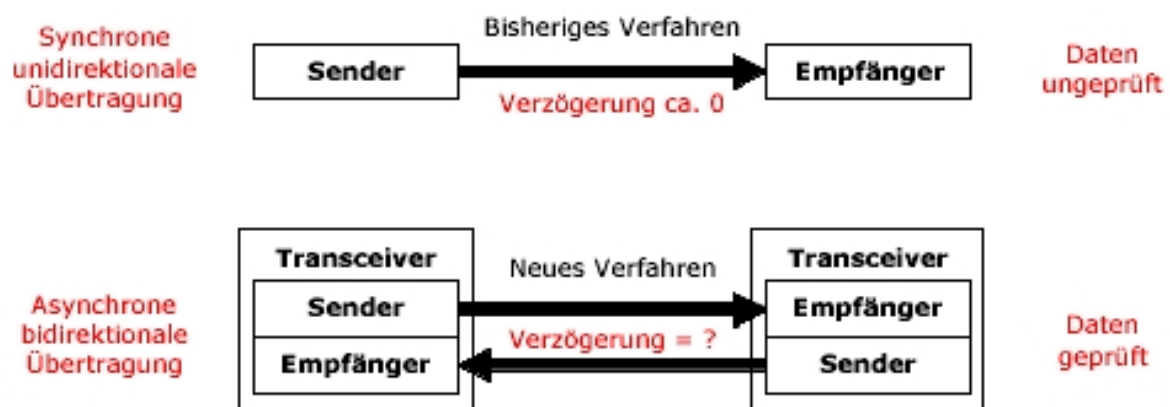 Synchrone
unidirektionale
Übertragung
Sender
Bisheriges Verfahren
Verzögerung ca. 0
Empfänger
Daten
ungeprüft
Asynchrone
bidirektionale
Übertragung
Transceiver
Sender
Empfänger
Neues Verfahren
Verzögerung = ?
Transceiver
Empfänger
Sender
Daten
geprüft